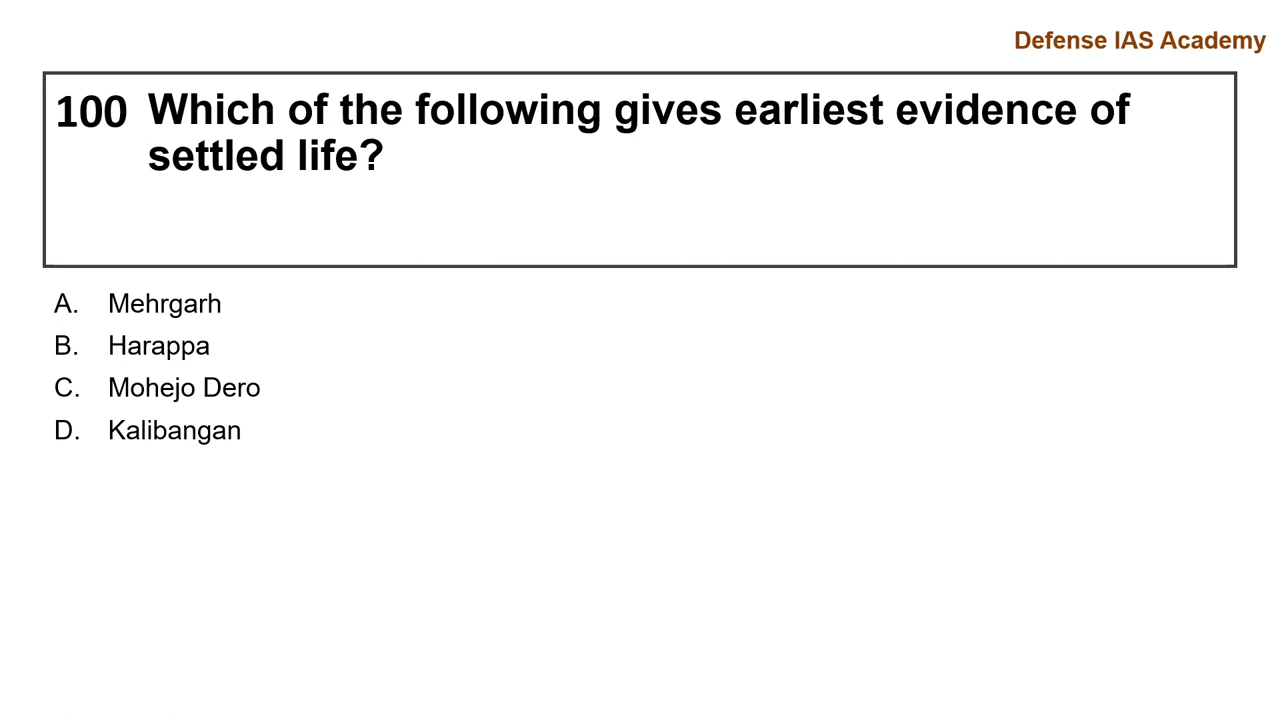 Defense IAS Academy
100 Which of the following gives earliest evidence of
settled life?
A. Mehrgarh
B. Harappa
C. Mohejo Dero
D. Kalibangan